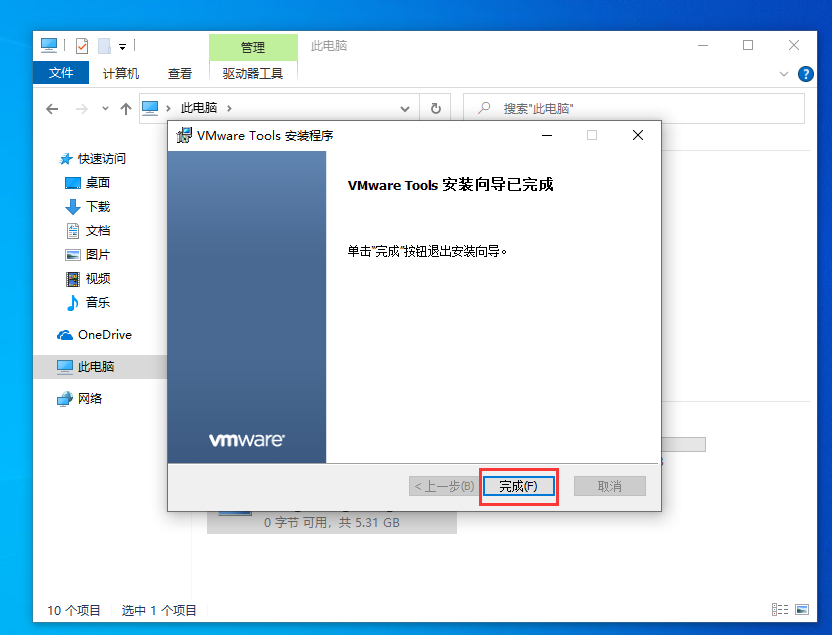 管理
此电脑
文件
计算机
查看
驱动器工具
此电脑
搜索"此电脑"
VMware Tools 安装程序
快速访问
桌面
下载
文档
图片
视频
音乐
OneDrive
此电脑
网络
VMware Tools 安装向导已完成
单击"完成"按钮退出安装向导。
vmware
< 上一步(B)
完成(F)
取消
0 字节 可用，共 5.31 GB
10 个项目
选中 1 个项目